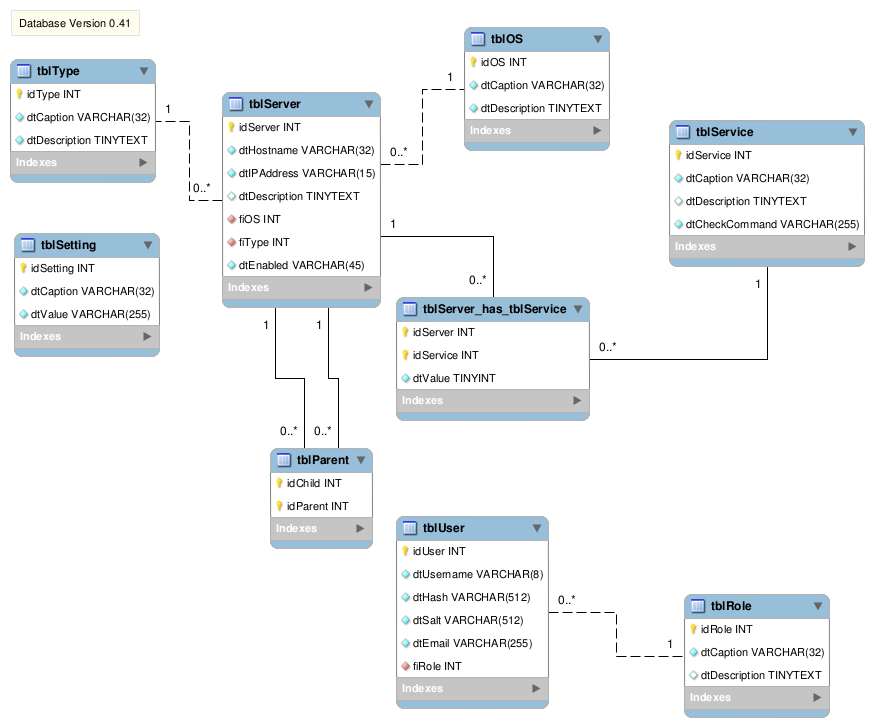 Database Version 0.41
tblType
idType INT
dtCaption VARCHAR(32)
dtDescription TINYTEXT
Indexes
1
0..*
tblServer
idServer INT
dtHostname VARCHAR(32)
dtIPAddress VARCHAR(15)
dtDescription TINYTEXT
fiOS INT
fiType INT
dtEnabled VARCHAR(45)
Indexes
tblOS
idOS INT
dtCaption VARCHAR(32)
dtDescription TINYTEXT
Indexes
1
0..*
tblService
idService INT
dtCaption VARCHAR(32)
dtDescription TINYTEXT
dtCheckCommand VARCHAR(255)
Indexes
1
0..*
tblSetting
idSetting INT
dtCaption VARCHAR(32)
dtValue VARCHAR(255)
Indexes
1
0..*
tblServer_has_tblService
idServer INT
idService INT
dtValue TINYINT
Indexes
1
1
0..*
0..*
tblParent
idChild INT
idParent INT
Indexes
tblUser
idUser INT
dtUsername VARCHAR(8)
dtHash VARCHAR(512)
dtSalt VARCHAR(512)
dtEmail VARCHAR(255)
fiRole INT
Indexes
0..*
1
tblRole
idRole INT
dtCaption VARCHAR(32)
dtDescription TINYTEXT
Indexes